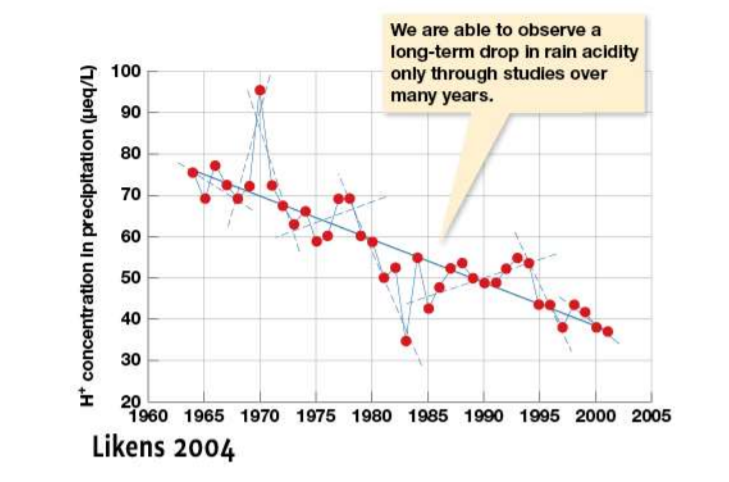 We are able to observe a
long-term drop in rain acidity
only through studies over
many years.
H⁺ concentration in precipitation (μeq/L)
100
90
80
70
60
50
40
30
20
1960 1965 1970 1975 1980 1985 1990 1995 2000 2005
Likens 2004